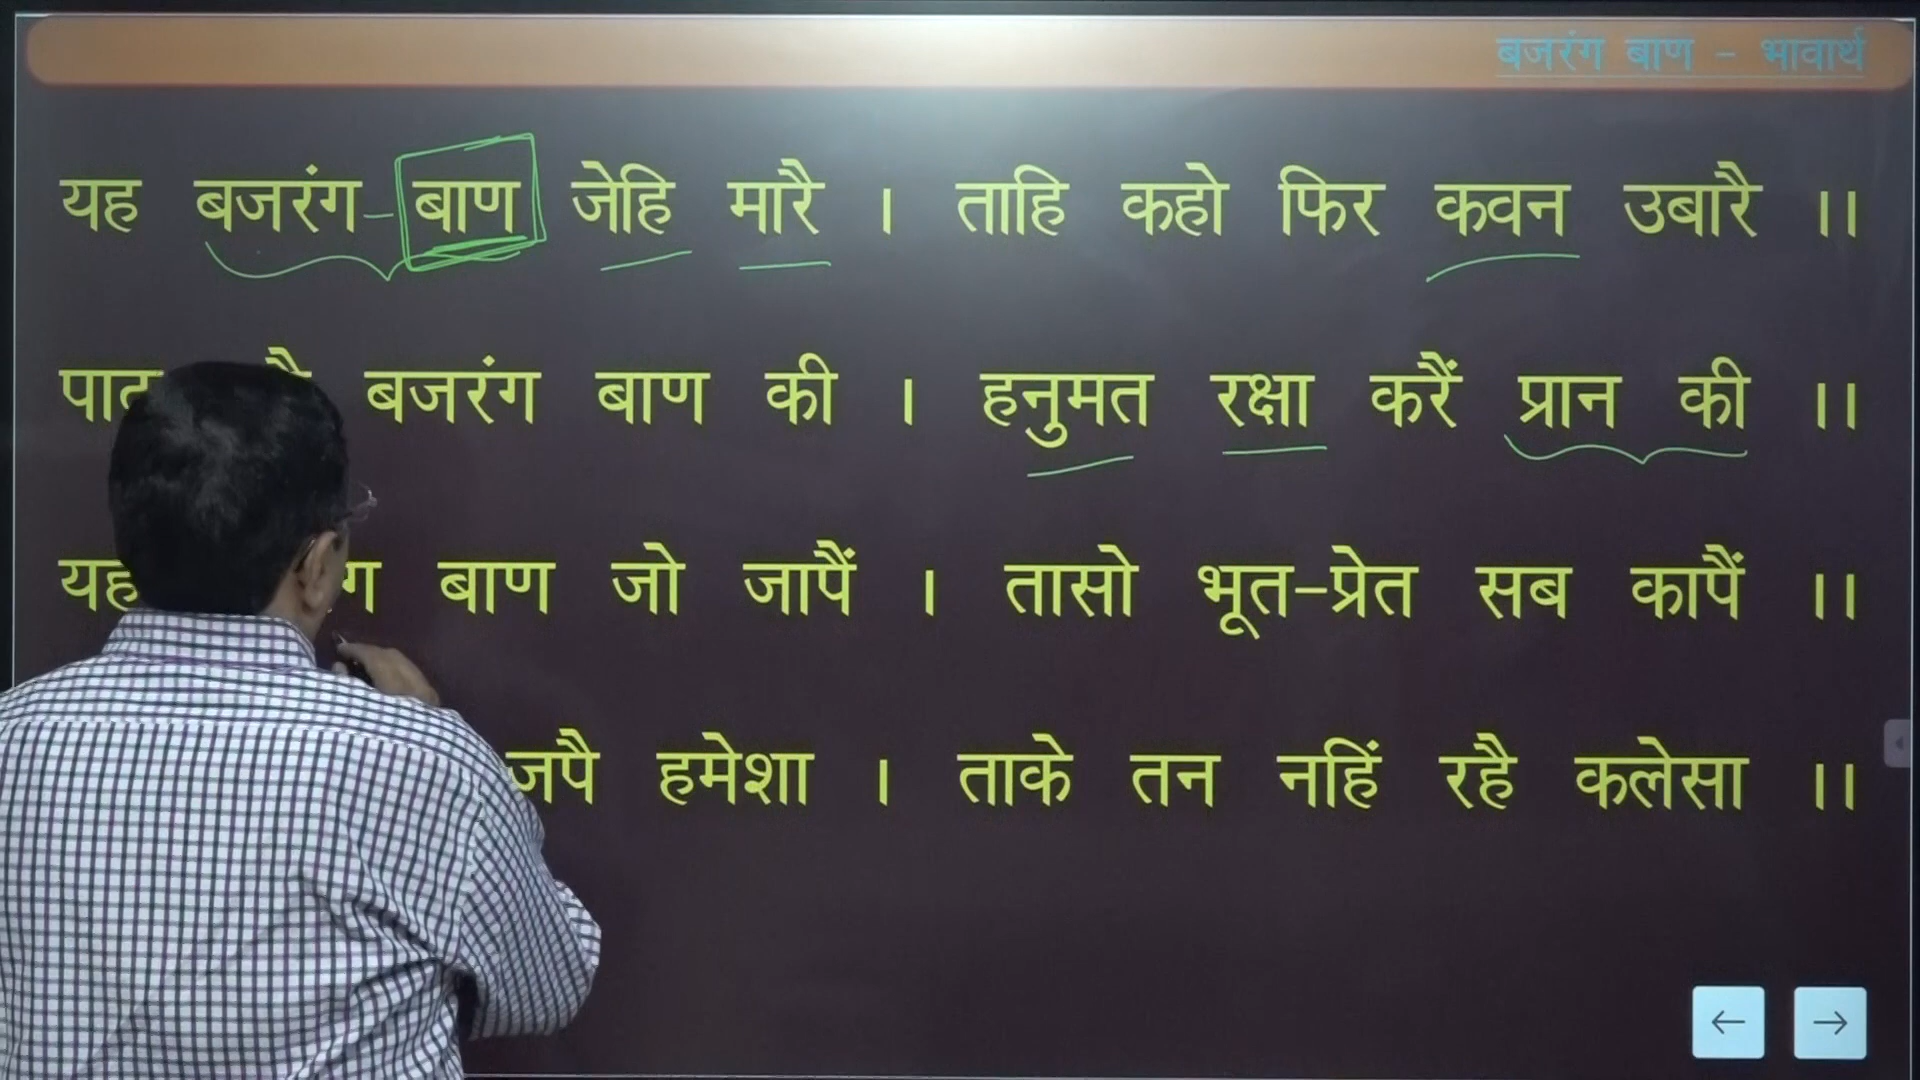 बजरंग बाण - भावार्थ
यह बजरंग-बाण जेहि मारै । ताहि कहो फिर कवन उबारै ।।
बजरंग बाण की । हनुमत रक्षा करैं प्रान की ।।
यह बाण जो जापैं । तासो भूत-प्रेत सब कापैं ।।
जपै हमेशा । ताके तन नहिं रहै कलेसा ।।